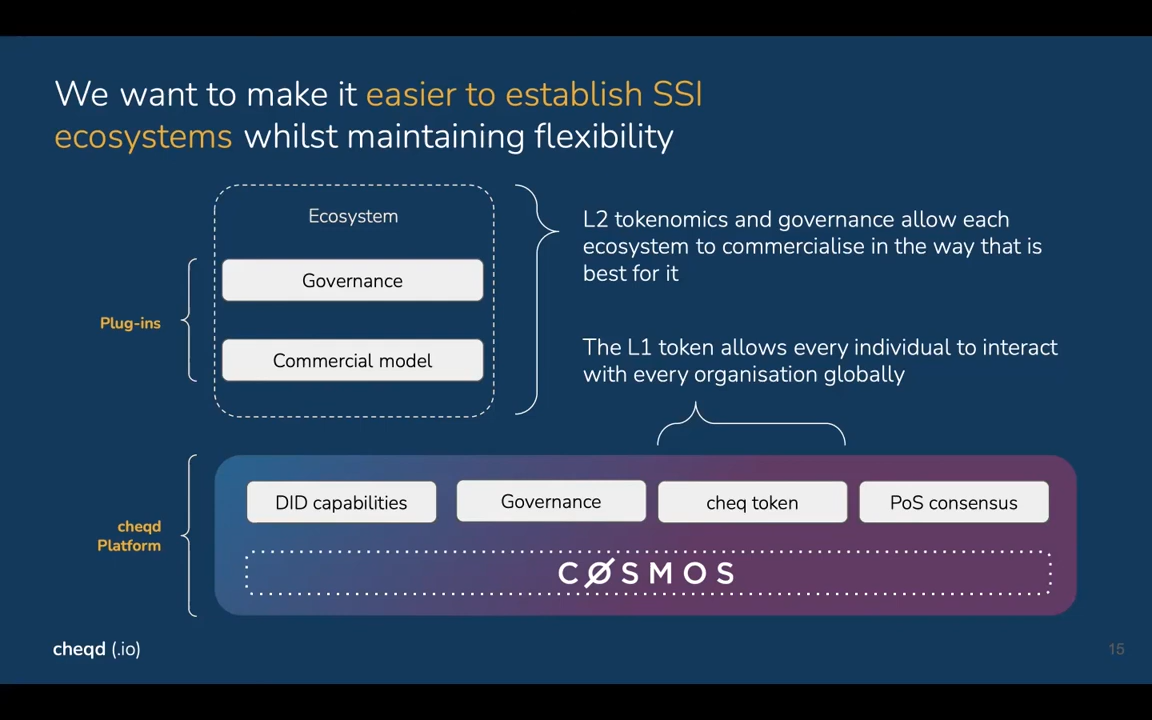 We want to make it easier to establish SSI
ecosystems whilst maintaining flexibility
Ecosystem
Governance
Commercial model
Plug-ins
L2 tokenomics and governance allow each
ecosystem to commercialise in the way that is
best for it
The L1 token allows every individual to interact
with every organisation globally
cheqd
Platform
DID capabilities
Governance
cheq token
PoS consensus
CØSMOS
cheqd (.io)
15